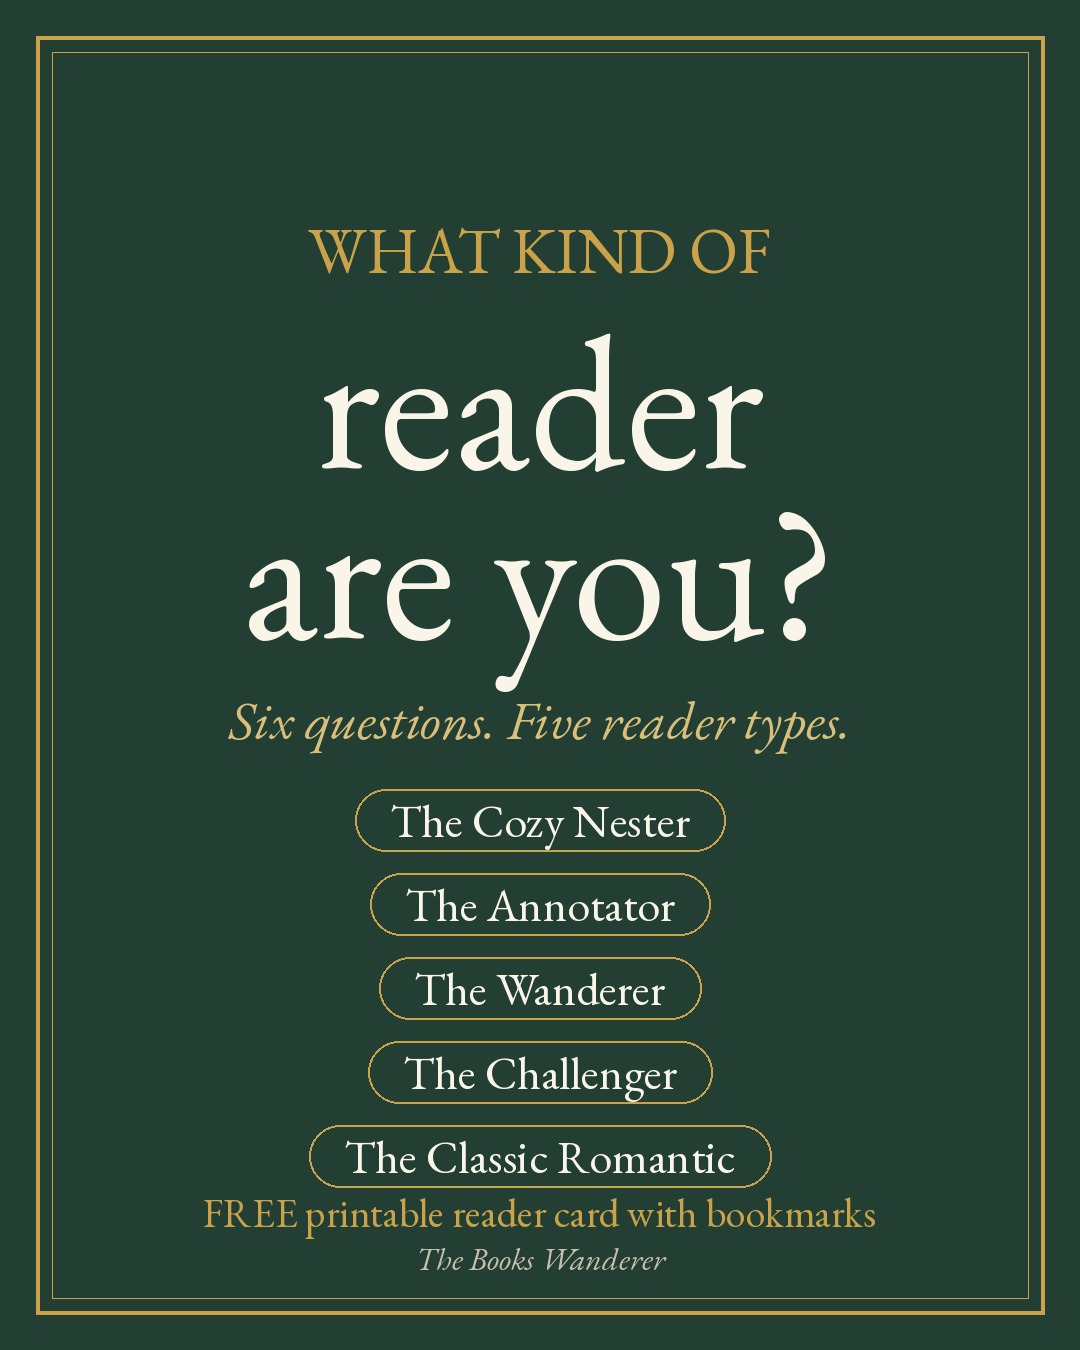 WHAT KIND OF
reader
are you?
Six questions. Five reader types.
The Cozy Nester
The Annotator
The Wanderer
The Challenger
The Classic Romantic
FREE printable reader card with bookmarks
The Books Wanderer